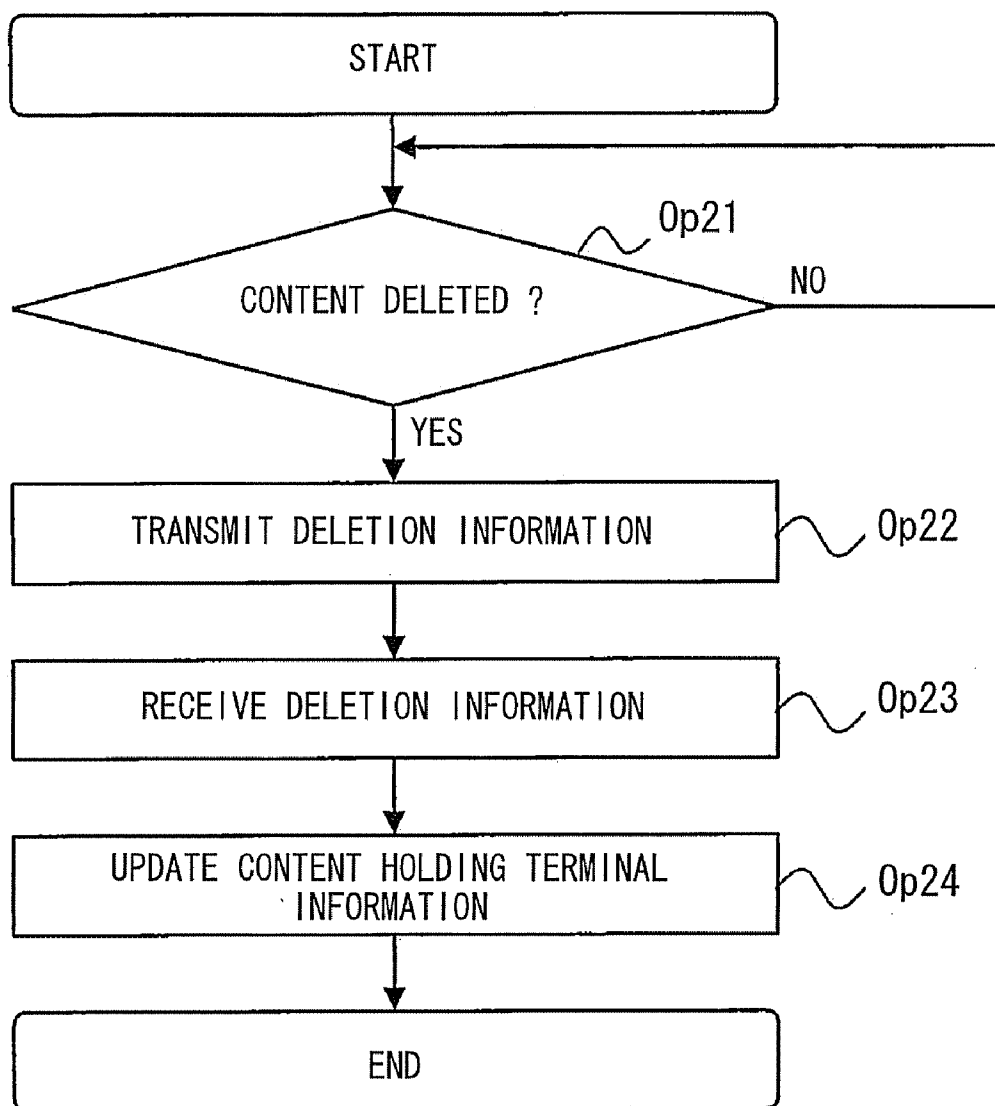 START
Op21
CONTENT DELETED ?
NO
YES
TRANSMIT DELETION INFORMATION
Op22
RECEIVE DELETION INFORMATION
Op23
UPDATE CONTENT HOLDING TERMINAL
INFORMATION
Op24
END